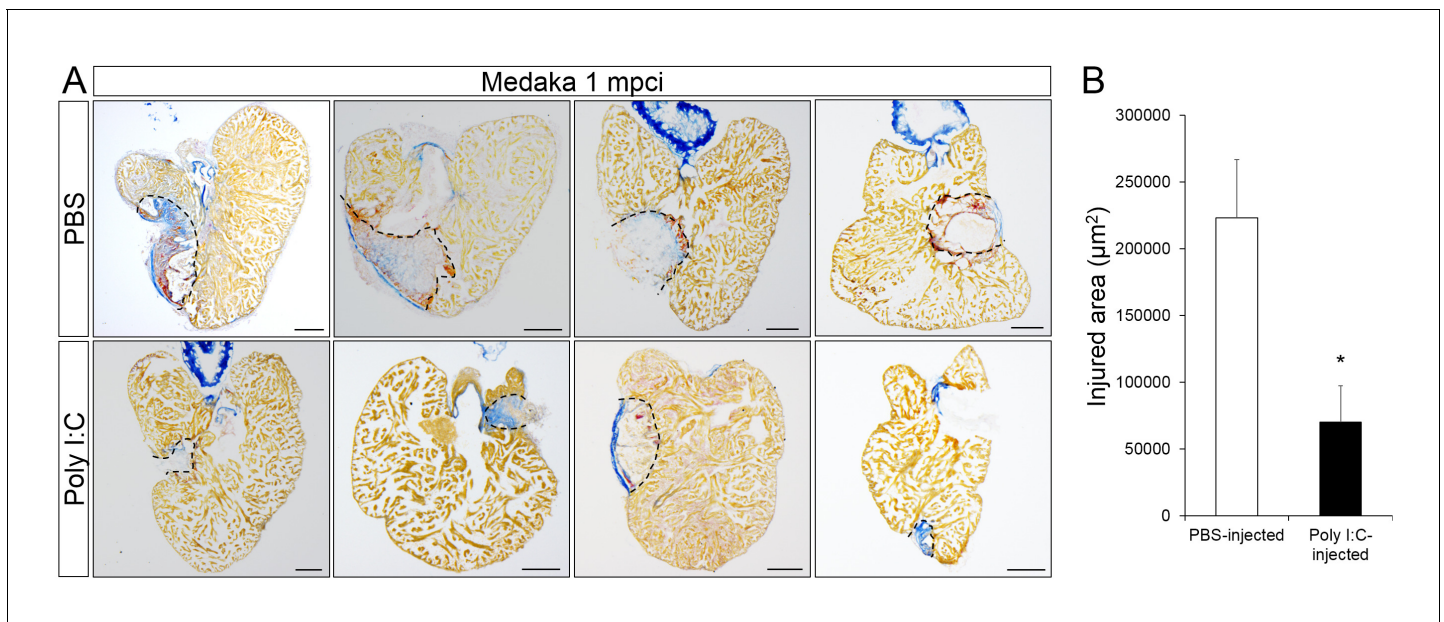 A
Medaka 1 mpci
PBS
Poly I:C
B
Injured area (µm²)
300000
250000
200000
150000
100000
50000
0
*
PBS-injected
Poly I:C-
injected